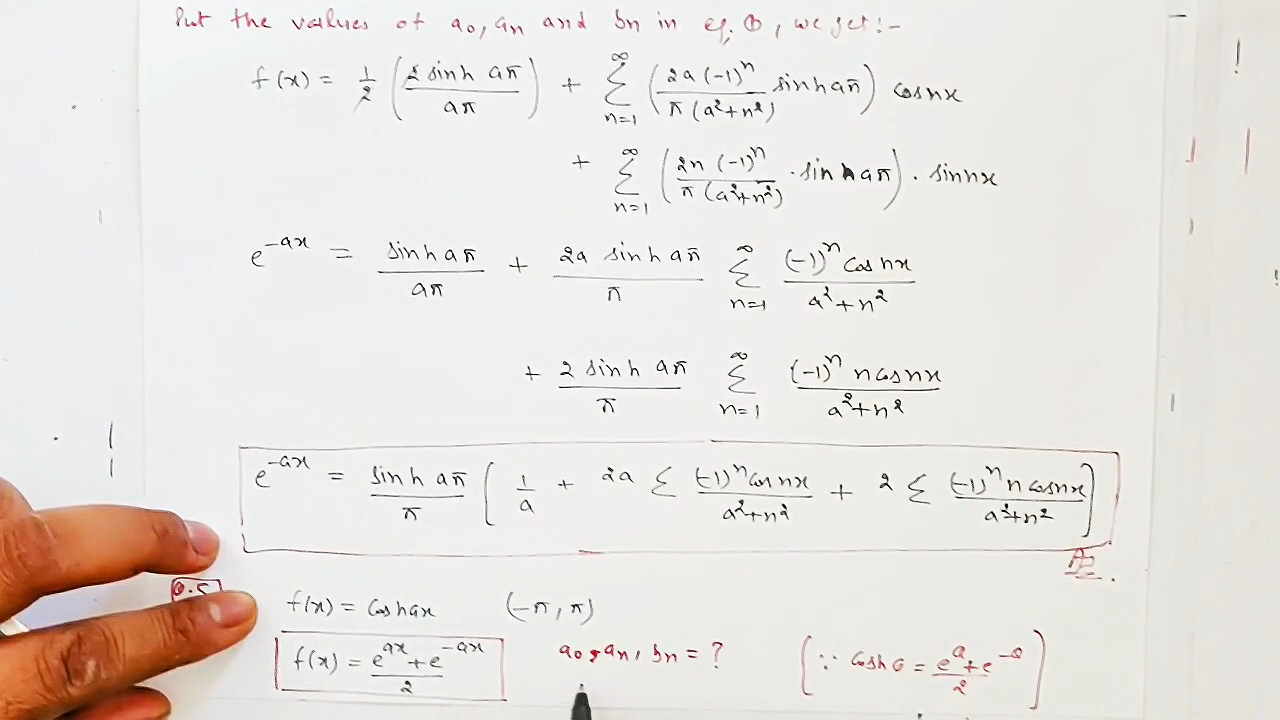 Put the values of a₀, aₙ and bₙ in eq. ①, we get:-
f(x) = 1/2 (2 sinh aπ / aπ) + Σ_{n=1}^{∞} (2a (-1)ⁿ / π(a²+n²) sinh aπ) cos nx
+ Σ_{n=1}^{∞} (2n (-1)ⁿ / π(a²+n²) · sinh aπ) · sin nx
e^{-ax} = sinh aπ / aπ + 2a sinh aπ / π Σ_{n=1}^{∞} (-1)ⁿ cos nx / a²+n²
+ 2 sinh aπ / π Σ_{n=1}^{∞} (-1)ⁿ n cos nx / a²+n²
e^{-ax} = sinh aπ / π [ 1/a + 2a Σ (-1)ⁿ cos nx / a²+n² + 2 Σ (-1)ⁿ n cos nx / a²+n² ]
f(x) = cosh ax (-π, π)
f(x) = e^{ax} + e^{-ax} / 2 a₀, aₙ, bₙ = ? [∵ cosh θ = e^{θ} + e^{-θ} / 2]